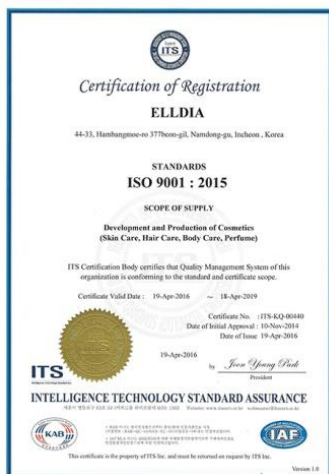 ITS
Certification of Registration
ELLDIA
44-33, Hambangmoe-ro 377beon-gil, Namdong-gu, Incheon , Korea
STANDARDS
ISO 9001 : 2015
SCOPE OF SUPPLY
Development and Production of Cosmetics
(Skin Care, Hair Care, Body Care, Perfume)
ITS Certification Body certifies that Quality Management System of this
organization is conforming to the standard and certificate scope.
Certificate Valid Date : 19-Apr-2016 ~ 18-Apr-2019
Certificate No. : ITS-KQ-00440
Date of Initial Approval : 10-Nov-2014
Date of Issue 19-Apr-2016
19-Apr-2016
by Joon Young Park
President
ITS
INTELLIGENCE TECHNOLOGY STANDARD ASSURANCE
KAB
IAF
This certificate is the property of ITS Inc. and must be returned on request by ITS Inc.
Version 1.0